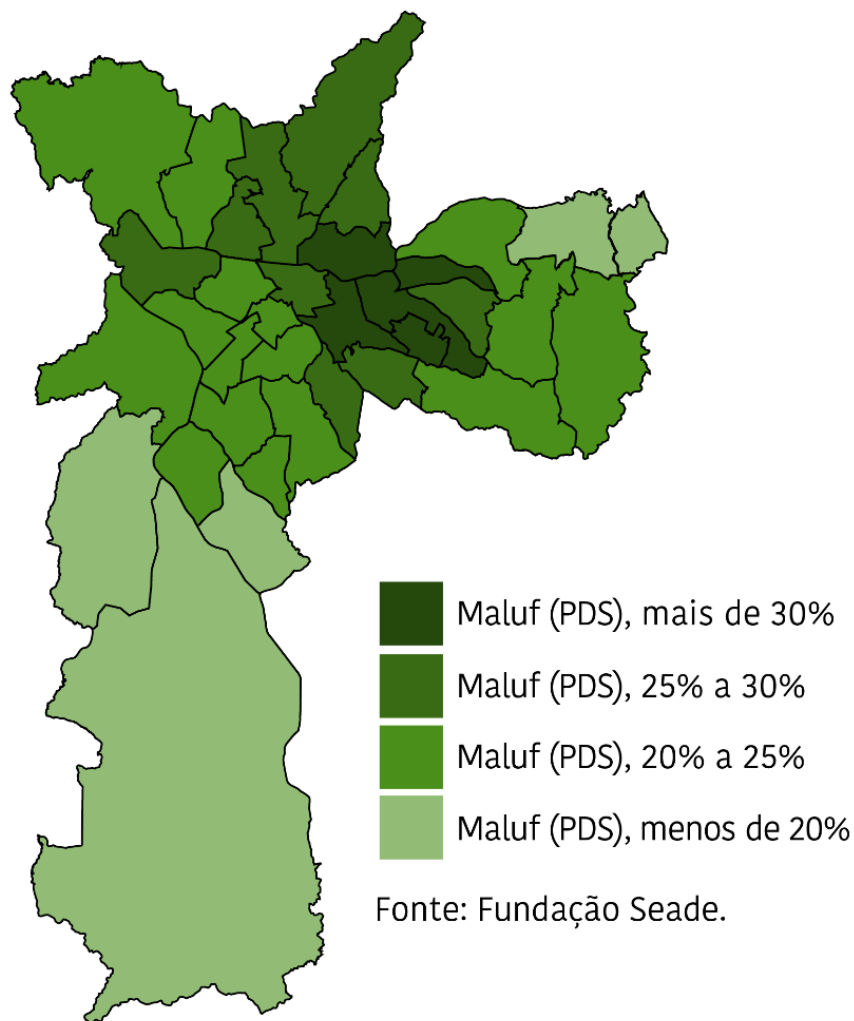 Maluf (PDS), mais de 30%
Maluf (PDS), 25% a 30%
Maluf (PDS), 20% a 25%
Maluf (PDS), menos de 20%
Fonte: Fundação Seade.